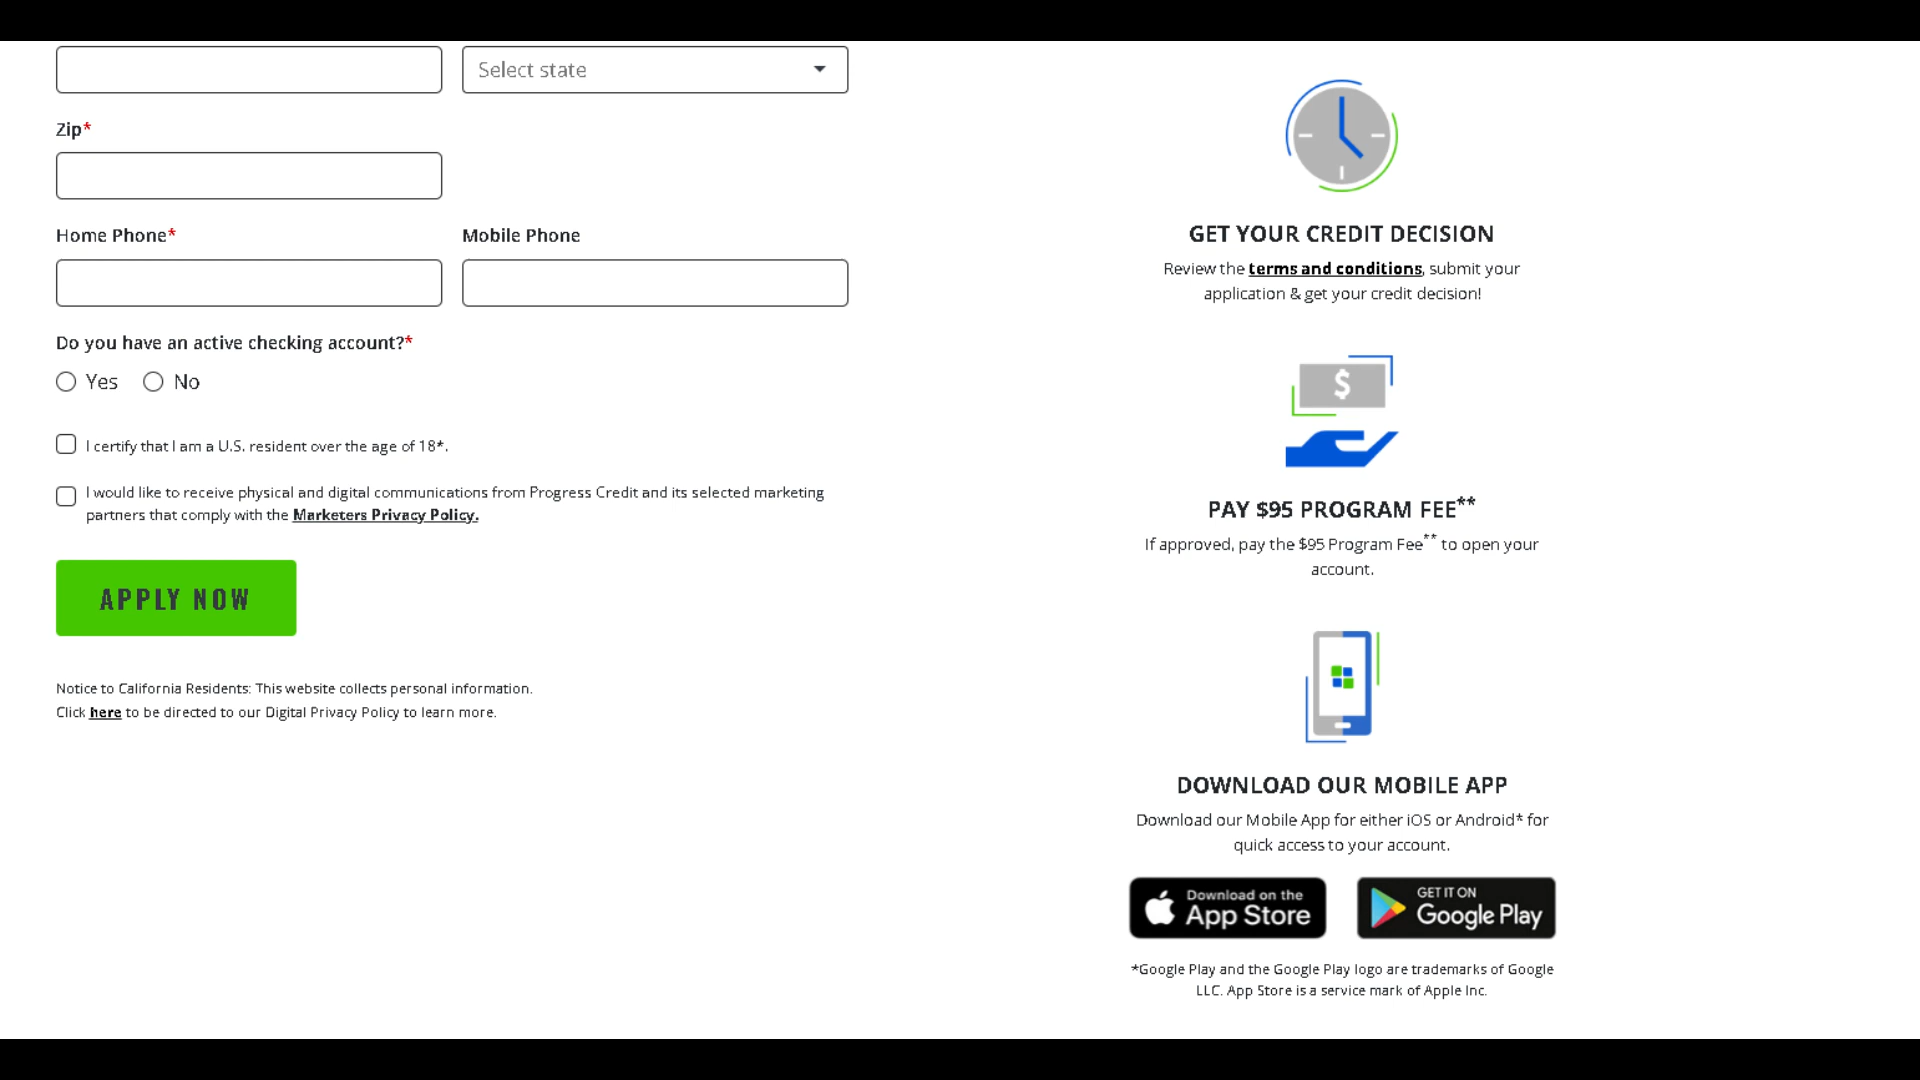 Select state
Zip*
Home Phone* Mobile Phone
Do you have an active checking account?*
Yes No
I certify that I am a U.S. resident over the age of 18*.
I would like to receive physical and digital communications from Progress Credit and its selected marketing
partners that comply with the Marketers Privacy Policy.
APPLY NOW
Notice to California Residents: This website collects personal information.
Click here to be directed to our Digital Privacy Policy to learn more.
GET YOUR CREDIT DECISION
Review the terms and conditions, submit your
application & get your credit decision!
$
PAY $95 PROGRAM FEE**
If approved, pay the $95 Program Fee** to open your
account.
DOWNLOAD OUR MOBILE APP
Download our Mobile App for either iOS or Android* for
quick access to your account.
Download on the
App Store
GET IT ON
Google Play
*Google Play and the Google Play logo are trademarks of Google
LLC. App Store is a service mark of Apple Inc.